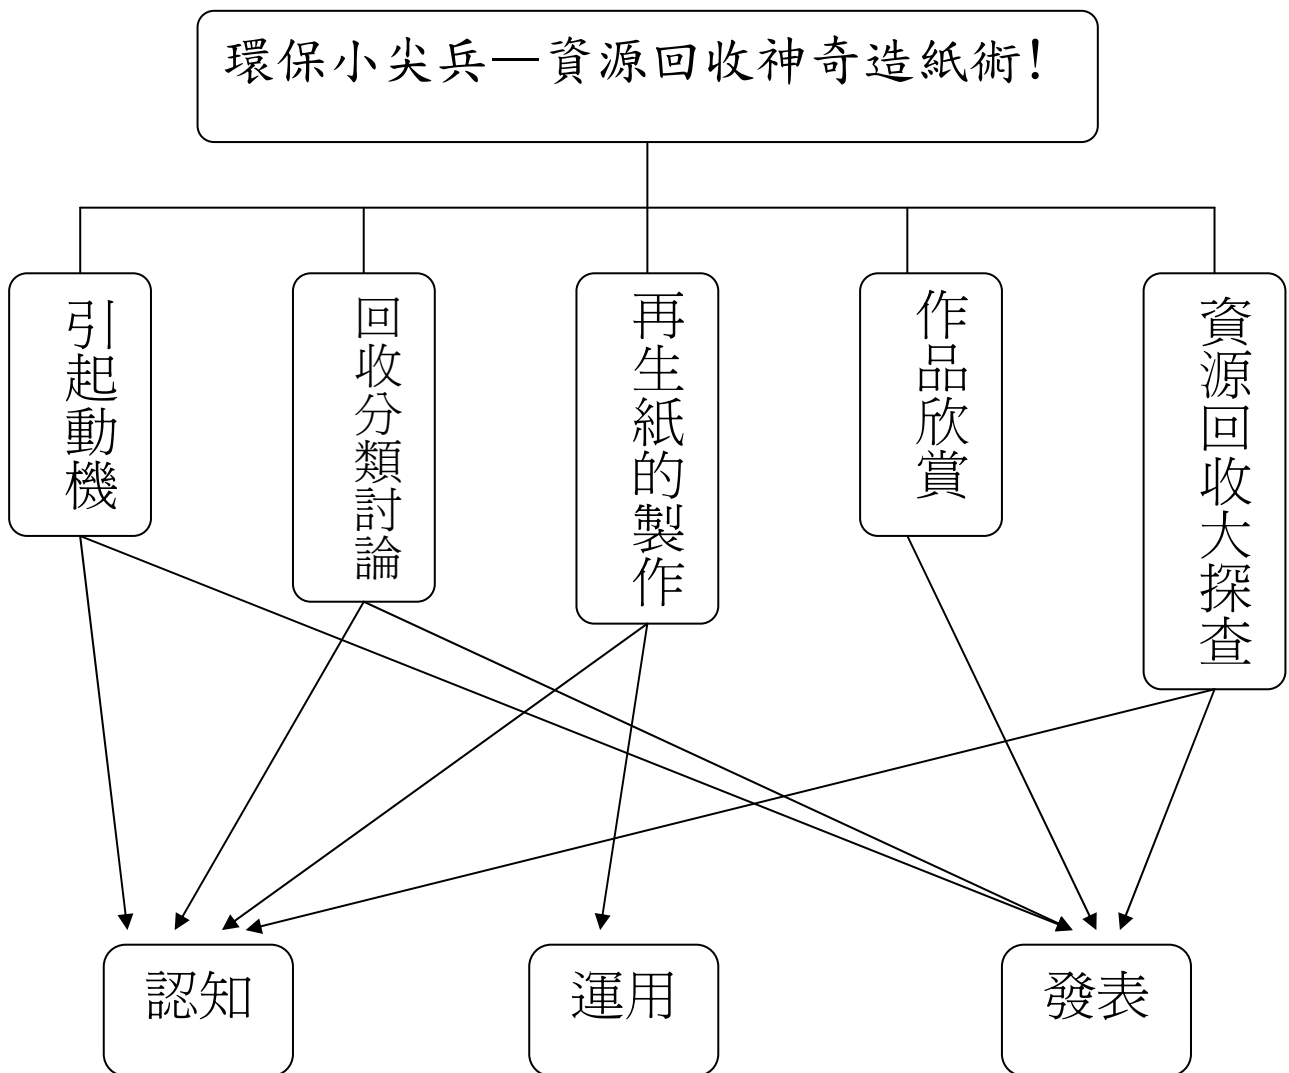 環保小尖兵—資源回收神奇造紙術!
引起動機
回收分類討論
再生紙的製作
作品欣賞
資源回收大探查
認知
運用
發表